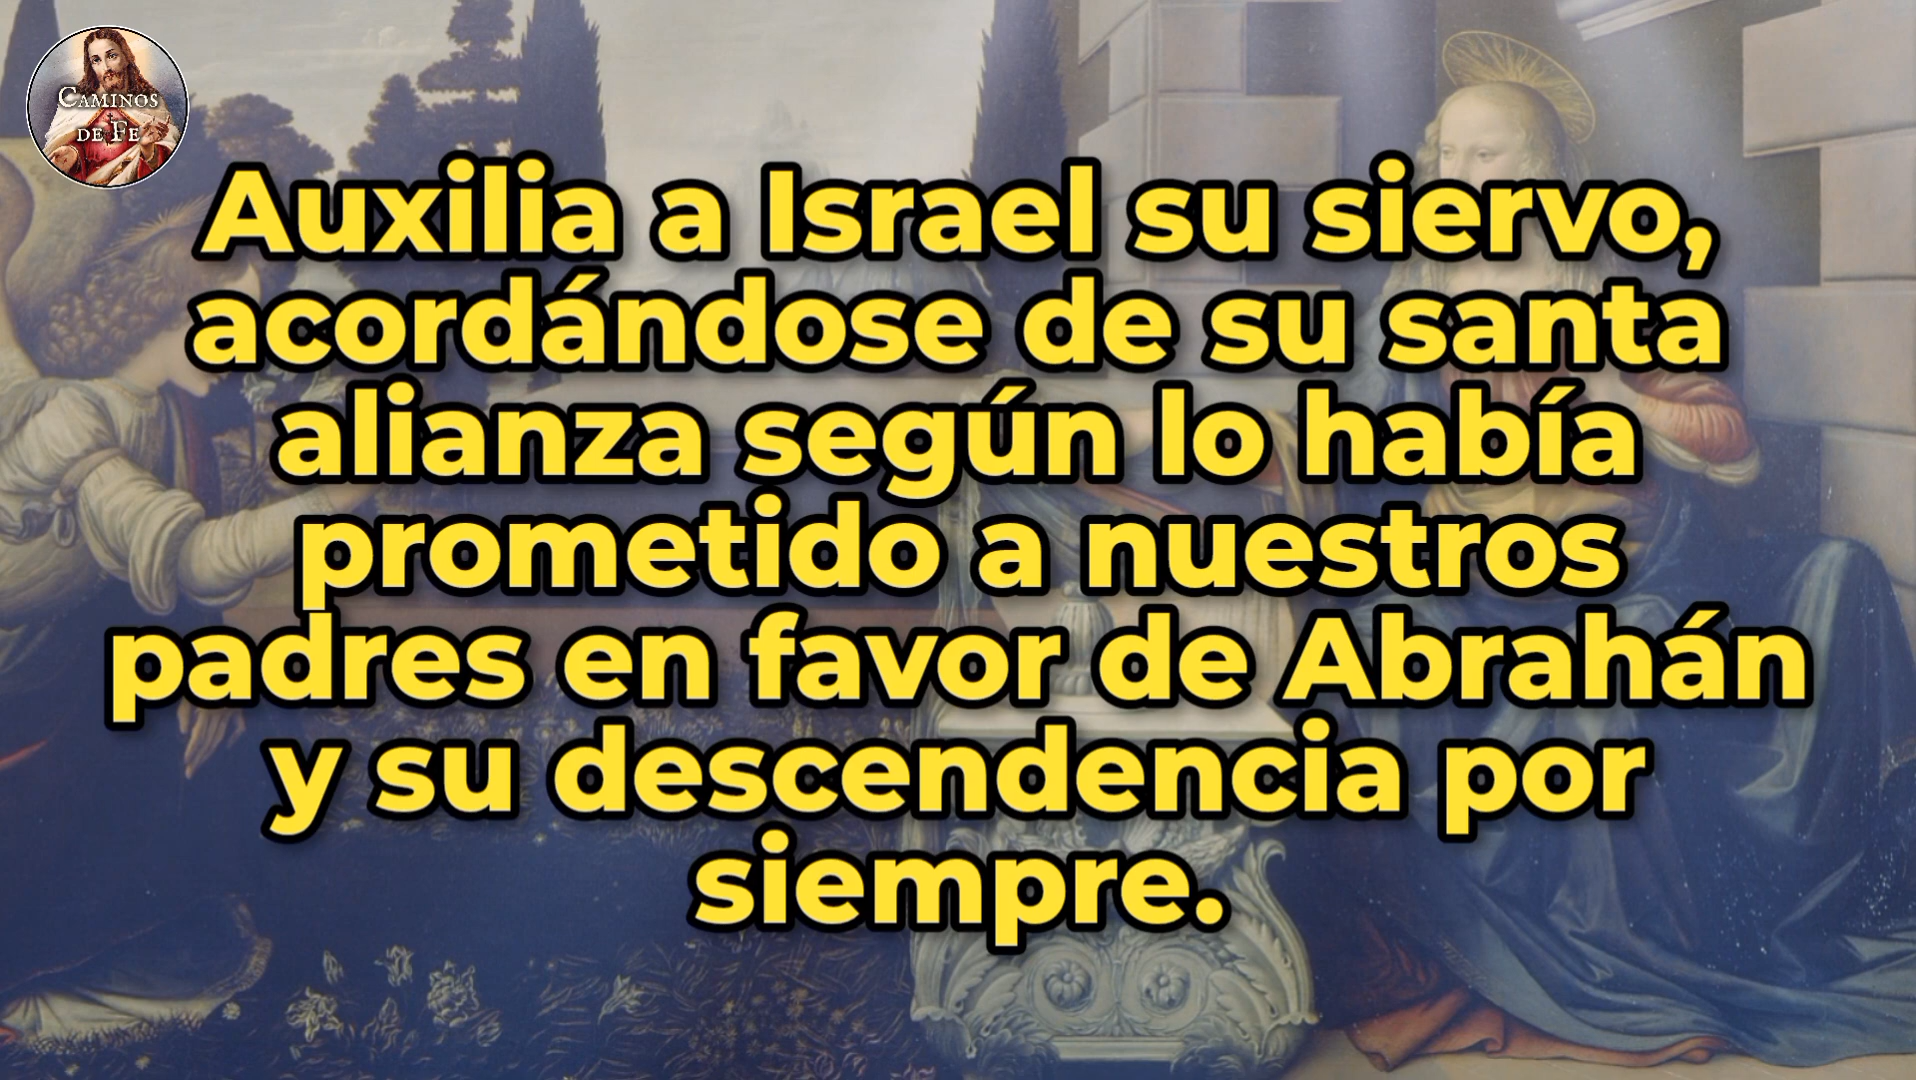 CAMINOS
DE FE
Auxilia a Israel su siervo,
acordándose de su santa
alianza según lo había
prometido a nuestros
padres en favor de Abrahán
y su descendencia por
siempre.